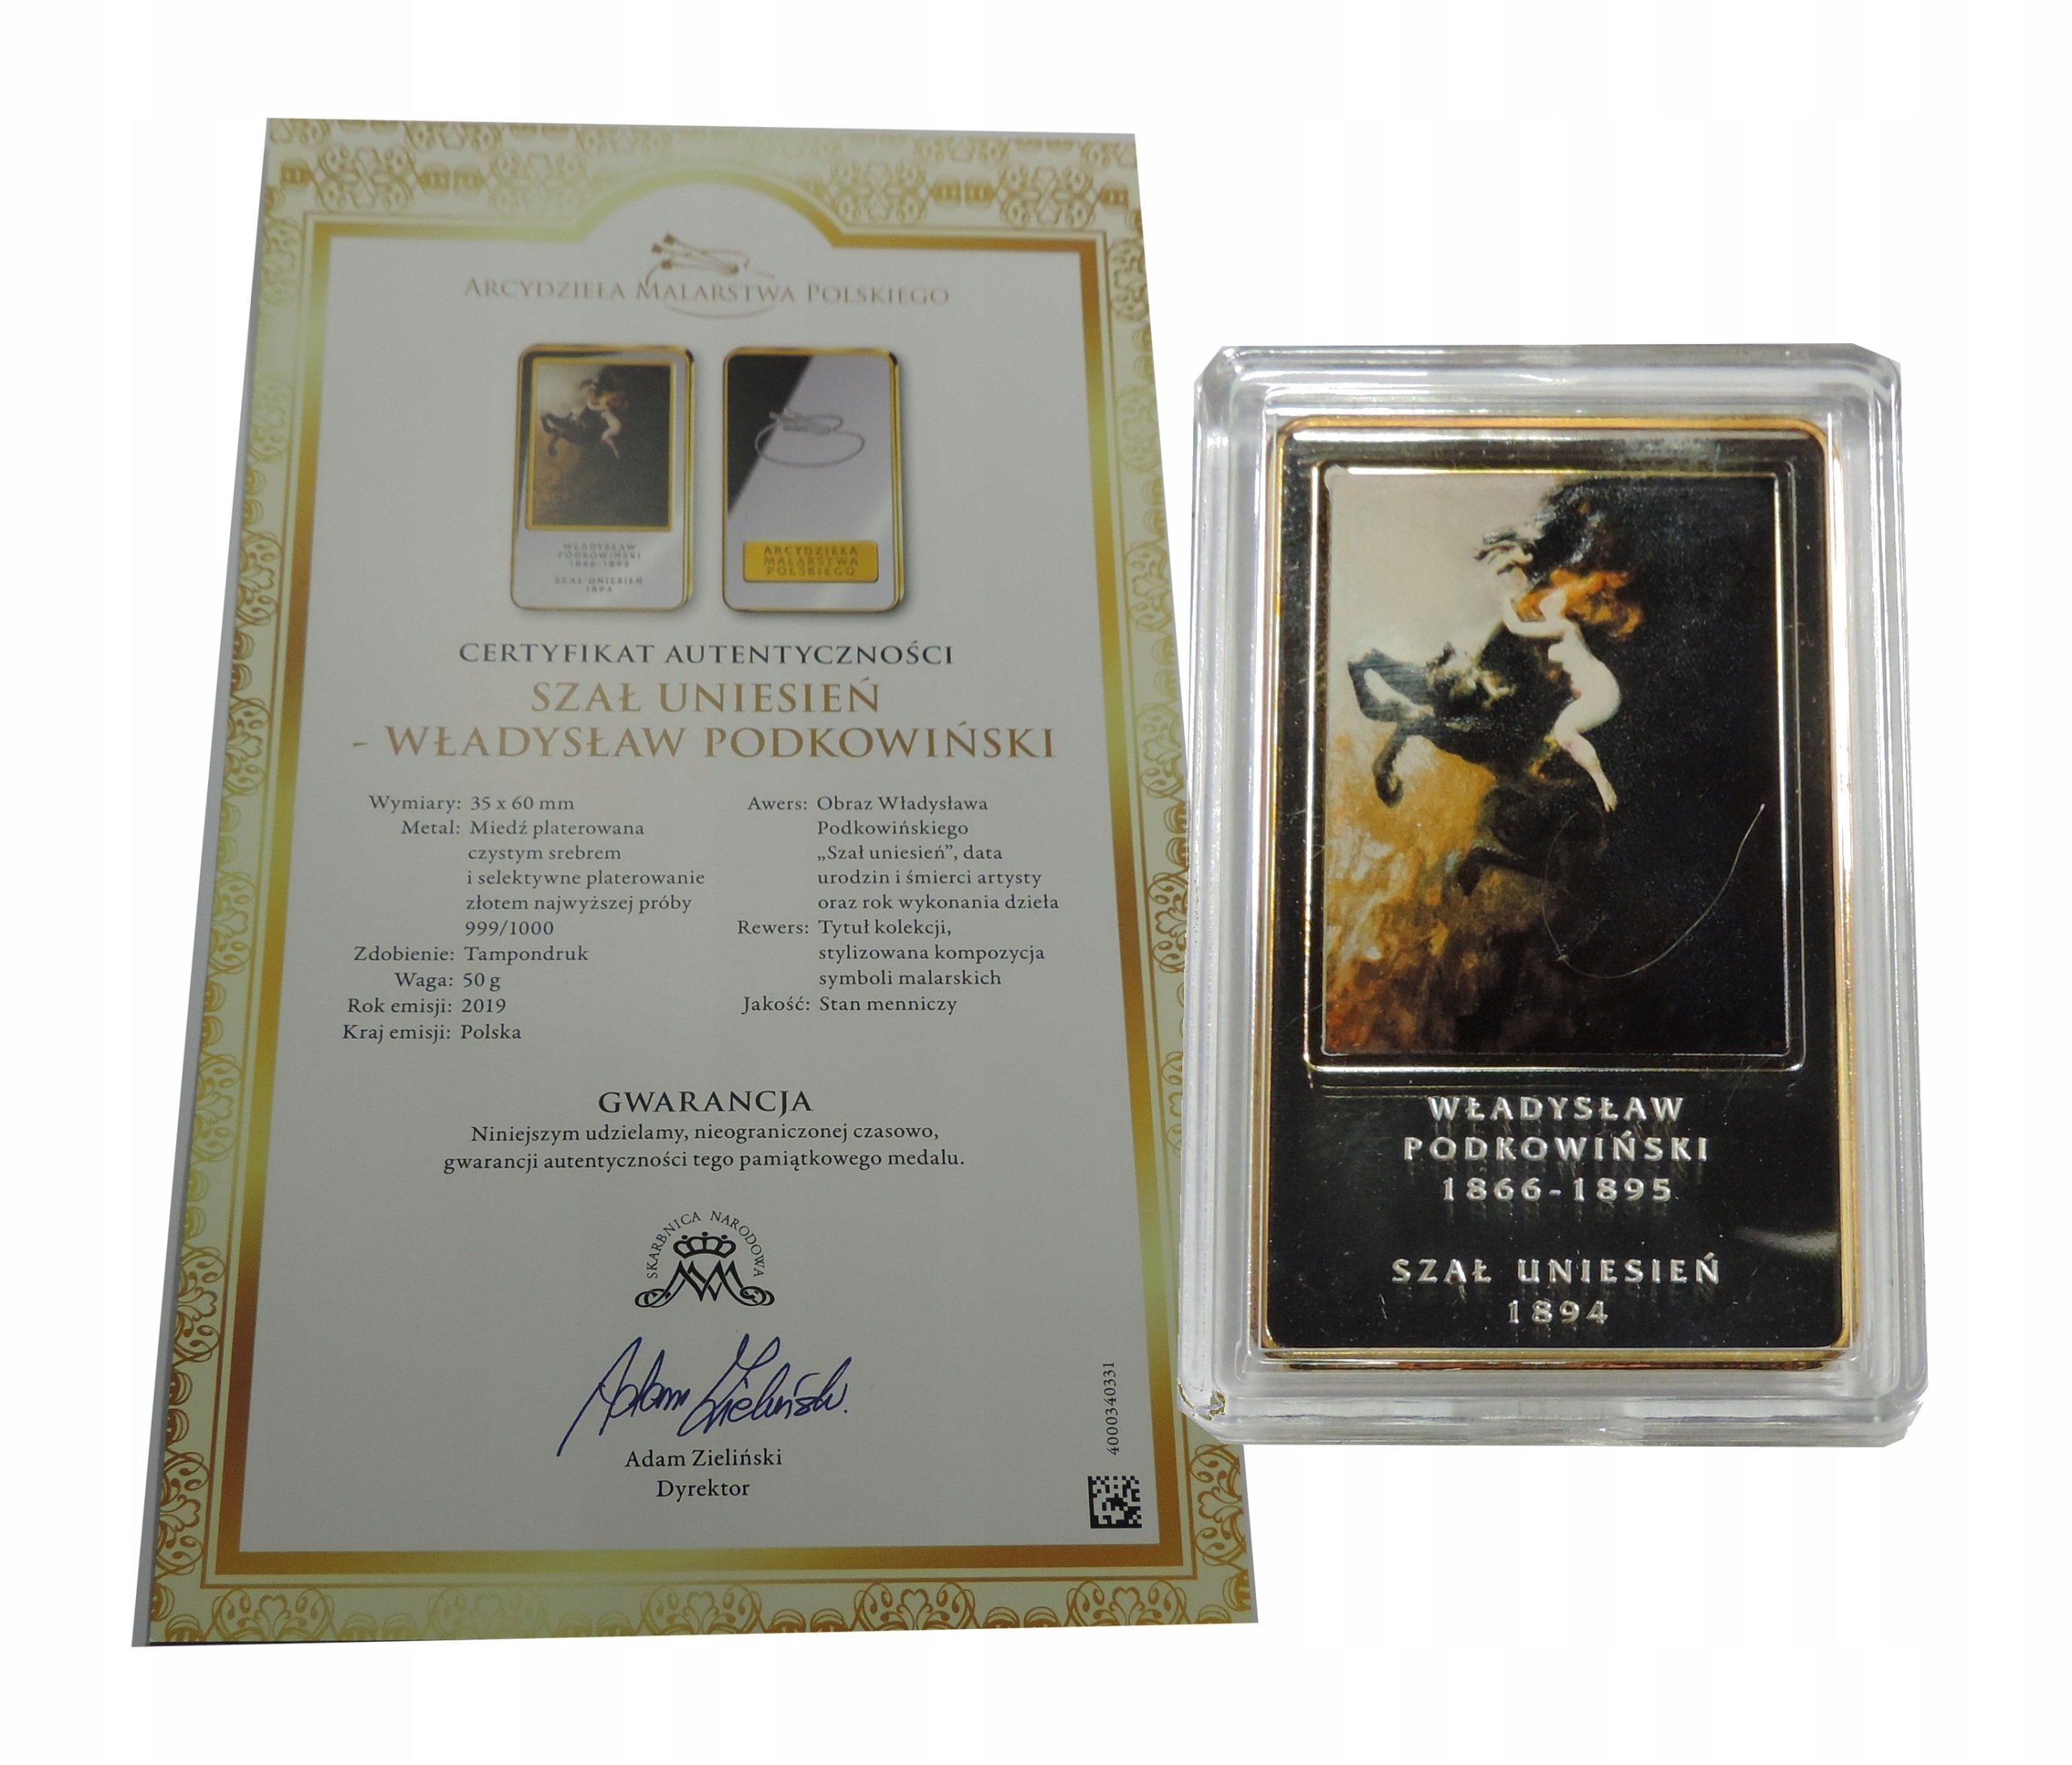 ARCYDZIEŁA MALARSTWA POLSKIEGO
WŁADYSŁAW
PODKOWIŃSKI
1866-1895
SZAŁ UNIESIEŃ
1894
ARCYDZIEŁA
MALARSTWA
POLSKIEGO
CERTYFIKAT AUTENTYCZNOŚCI
SZAŁ UNIESIEŃ
- WŁADYSŁAW PODKOWIŃSKI
Wymiary: 35 x 60 mm
Metal: Miedź platerowana
czystym srebrem
i selektywne platerowanie
złotem najwyższej próby
999/1000
Zdobienie: Tampondruk
Waga: 50 g
Rok emisji: 2019
Kraj emisji: Polska
Awers: Obraz Władysława
Podkowińskiego
„Szał uniesień”, data
urodzin i śmierci artysty
oraz rok wykonania dzieła
Rewers: Tytuł kolekcji,
stylizowana kompozycja
symboli malarskich
Jakość: Stan menniczy
GWARANCJA
Niniejszym udzielamy, nieograniczonej czasowo,
gwarancji autentyczności tego pamiątkowego medalu.
SKARBNICA NARODOWA
Adam Zieliński
Adam Zieliński
Dyrektor
4000340331
WŁADYSŁAW
PODKOWIŃSKI
1866-1895
SZAŁ UNIESIEŃ
1894